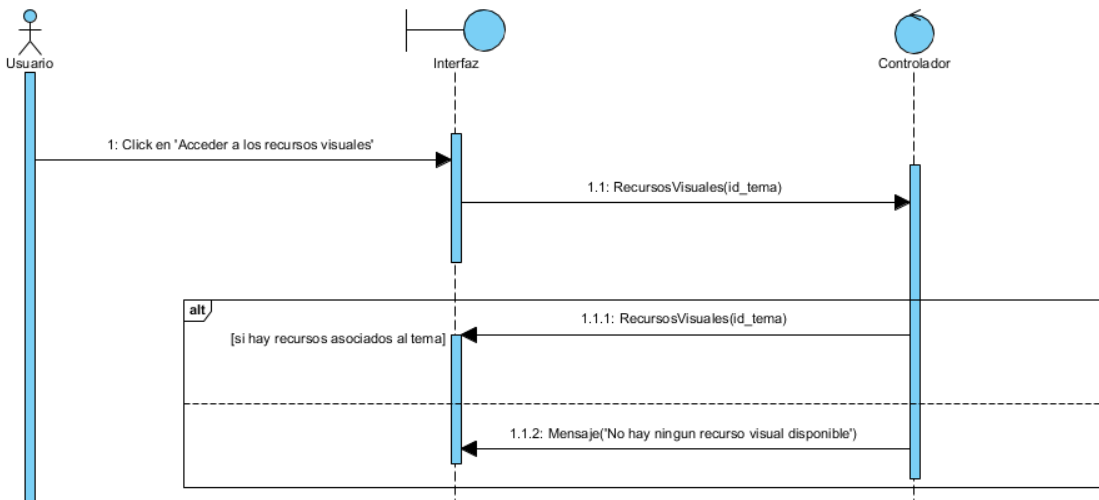 Usuario
Interfaz
Controlador
1: Click en 'Acceder a los recursos visuales'
1.1: RecursosVisuales(id_tema)
alt
1.1.1: RecursosVisuales(id_tema)
[si hay recursos asociados al tema]
1.1.2: Mensaje('No hay ningun recurso visual disponible')